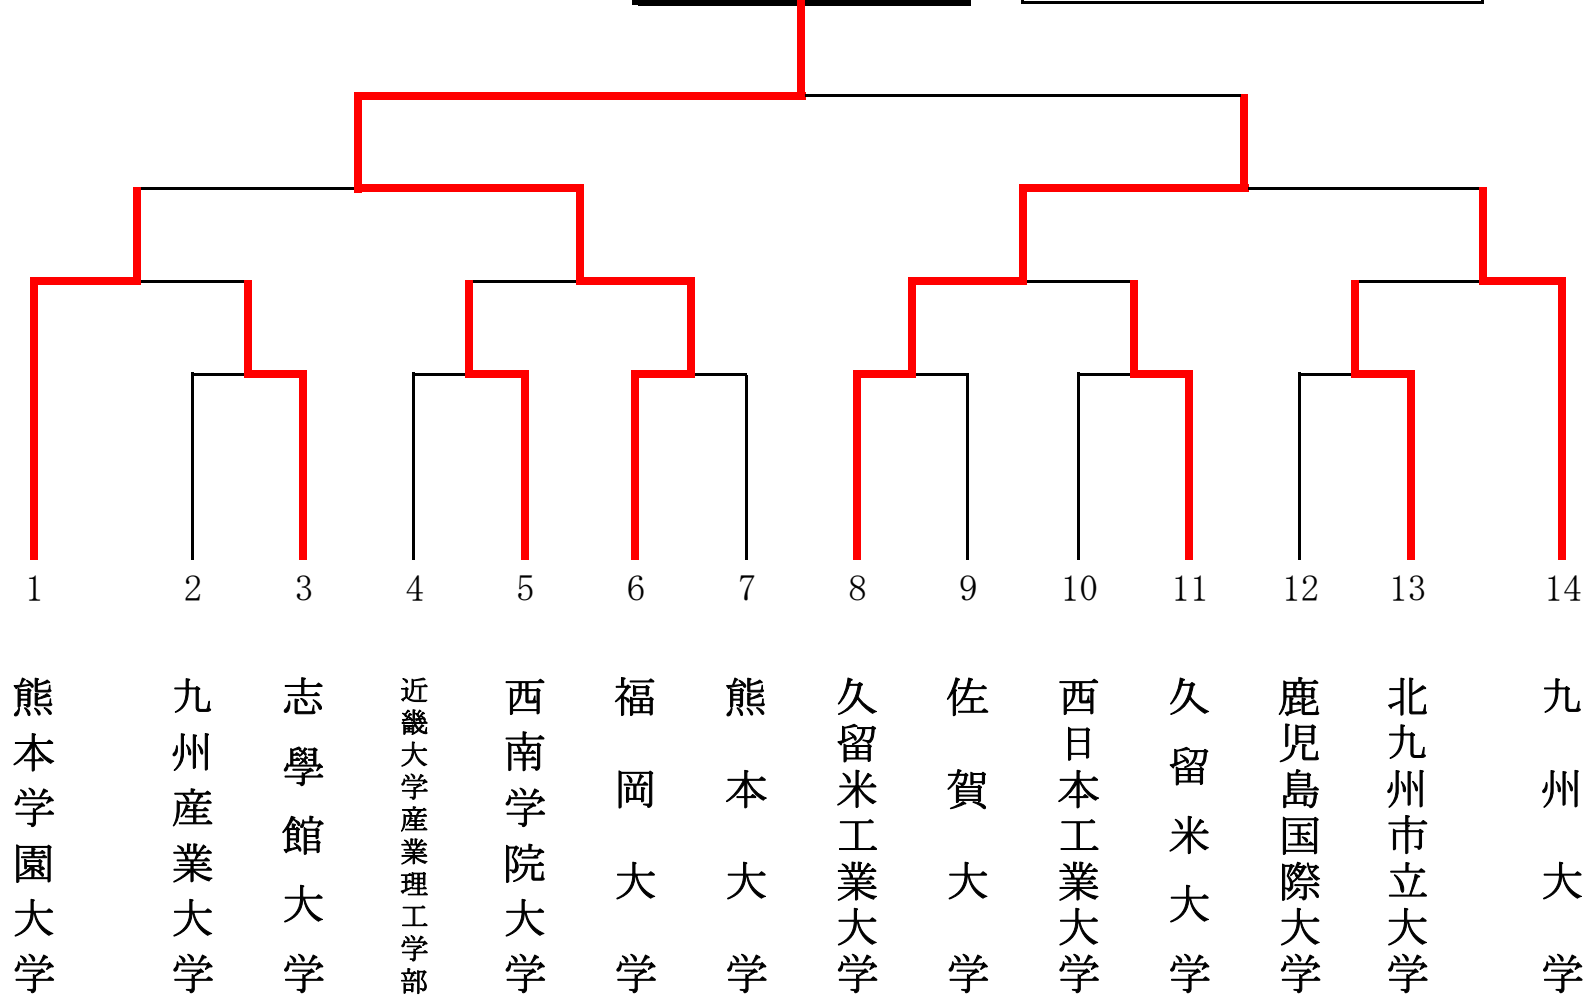 1 2 3 4 5 6 7 8 9 10 11 12 13 14
熊本学園大学
九州産業大学
志學館大学
近畿大学産業理工学部
西南学院大学
福岡大学
熊本大学
久留米工業大学
佐賀大学
西日本工業大学
久留米大学
鹿児島国際大学
北九州市立大学
九州大学